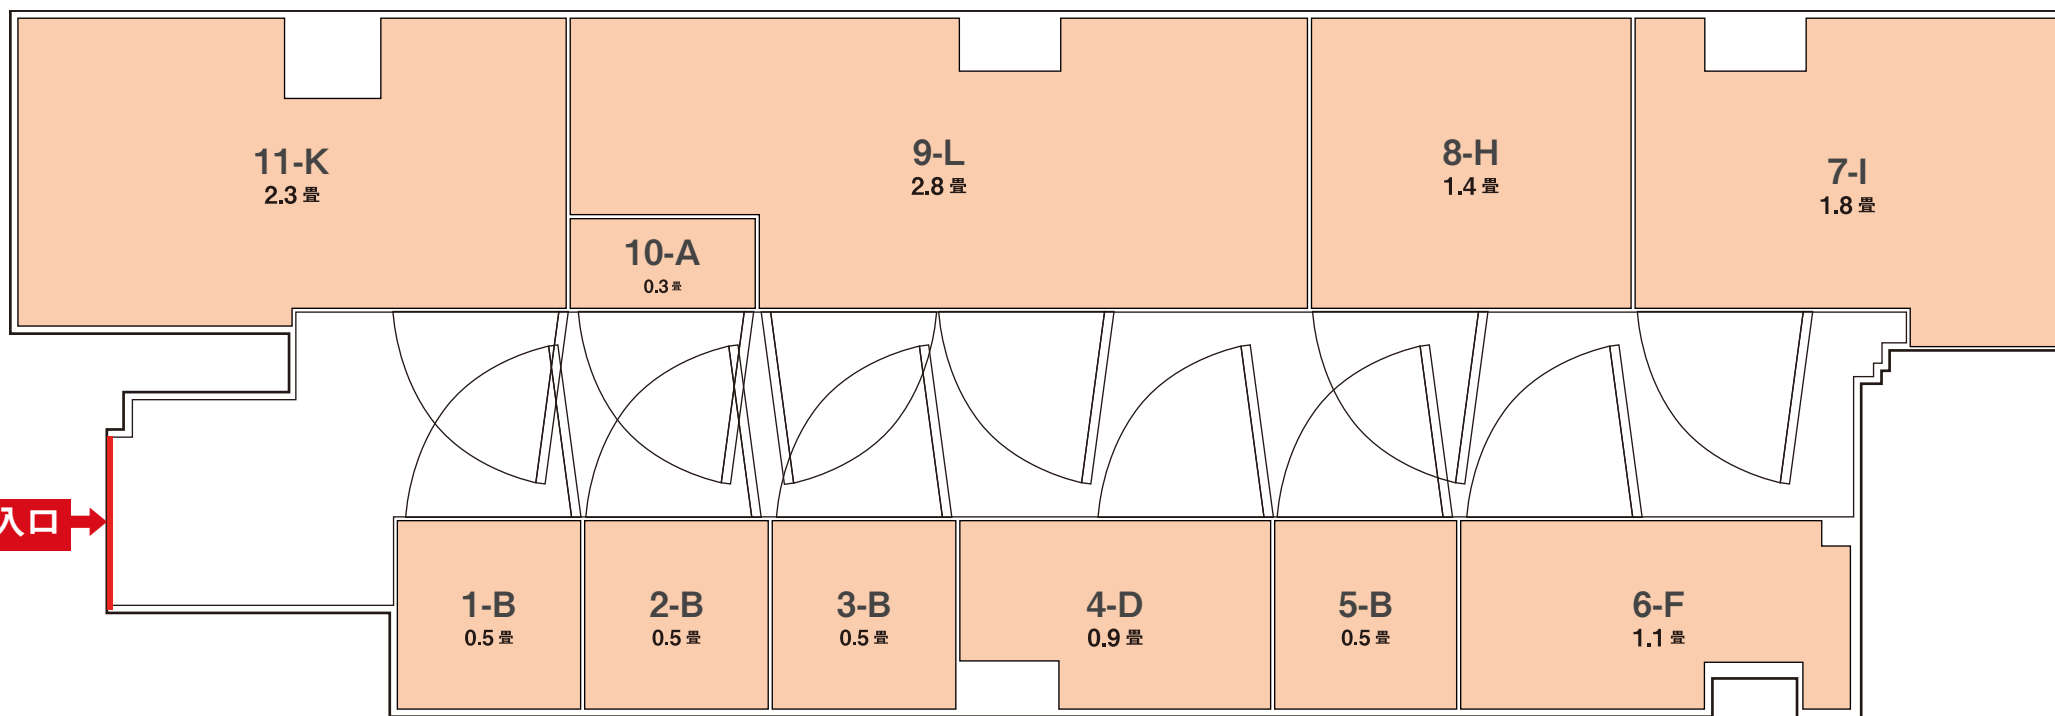 11-K
2.3 畳
9-L
2.8 畳
8-H
1.4 畳
7-I
1.8 畳
10-A
0.3 畳
入口
1-B
0.5 畳
2-B
0.5 畳
3-B
0.5 畳
4-D
0.9 畳
5-B
0.5 畳
6-F
1.1 畳